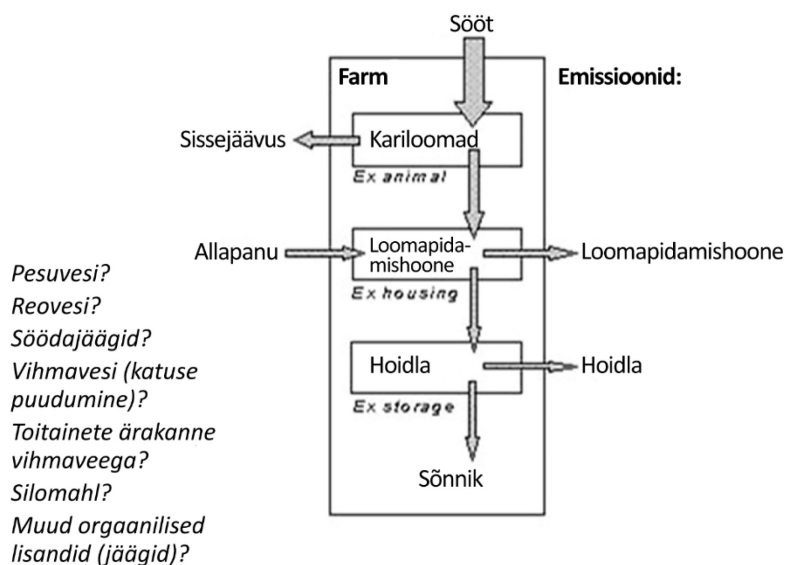 Sööt
Farm
Emissioonid:
Sissejäävus
Kariloomad
Ex animal
Allapanu
Loomapida-
mishoone
Loomapidamishoone
Ex housing
Hoidla
Hoidla
Ex storage
Sõnnik
Pesuvesi?
Reovesi?
Söödajäägid?
Vihmavesi (katuse
puudumine)?
Toitainete ärakanne
vihmaveega?
Silomahl?
Muud orgaanilised
lisandid (jäägid)?